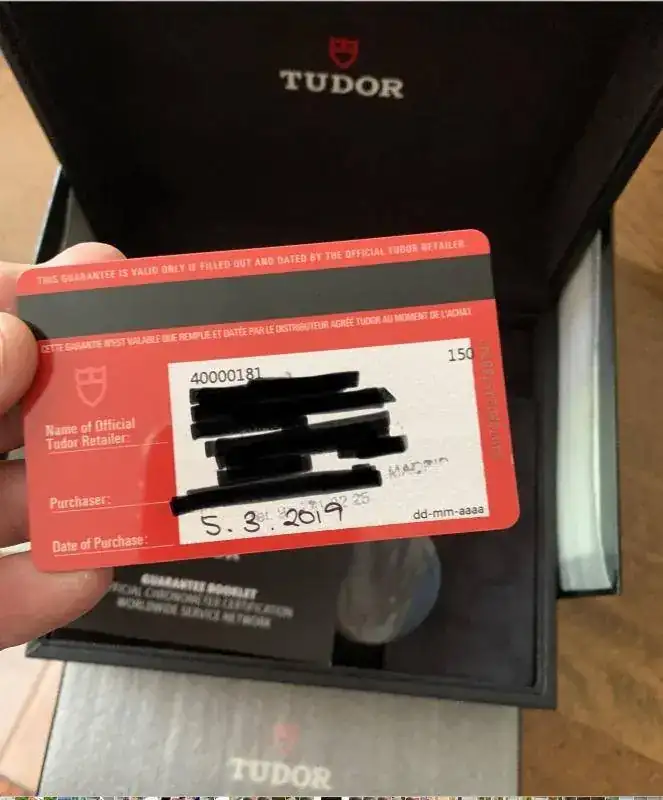 TUDOR
THIS GUARANTEE IS VALID ONLY IS FILLED OUT AND DATED BY THE OFFICIAL TUDOR RETAILER.
CETTE GARANTIE N'EST VALABLE QUE REMPLIE ET DATÉE PAR LE DISTRIBUTEUR AGRÉÉ TUDOR AU MOMENT DE L'ACHAT
40000181
150
Name of Official
Tudor Retailer:
MADRID
Purchaser:
5.3.2019
dd-mm-aaaa
Date of Purchase:
GUARANTEE BOOKLET
OFFICIAL CHRONOMETER CERTIFICATION
WORLDWIDE SERVICE NETWORK
TUDOR